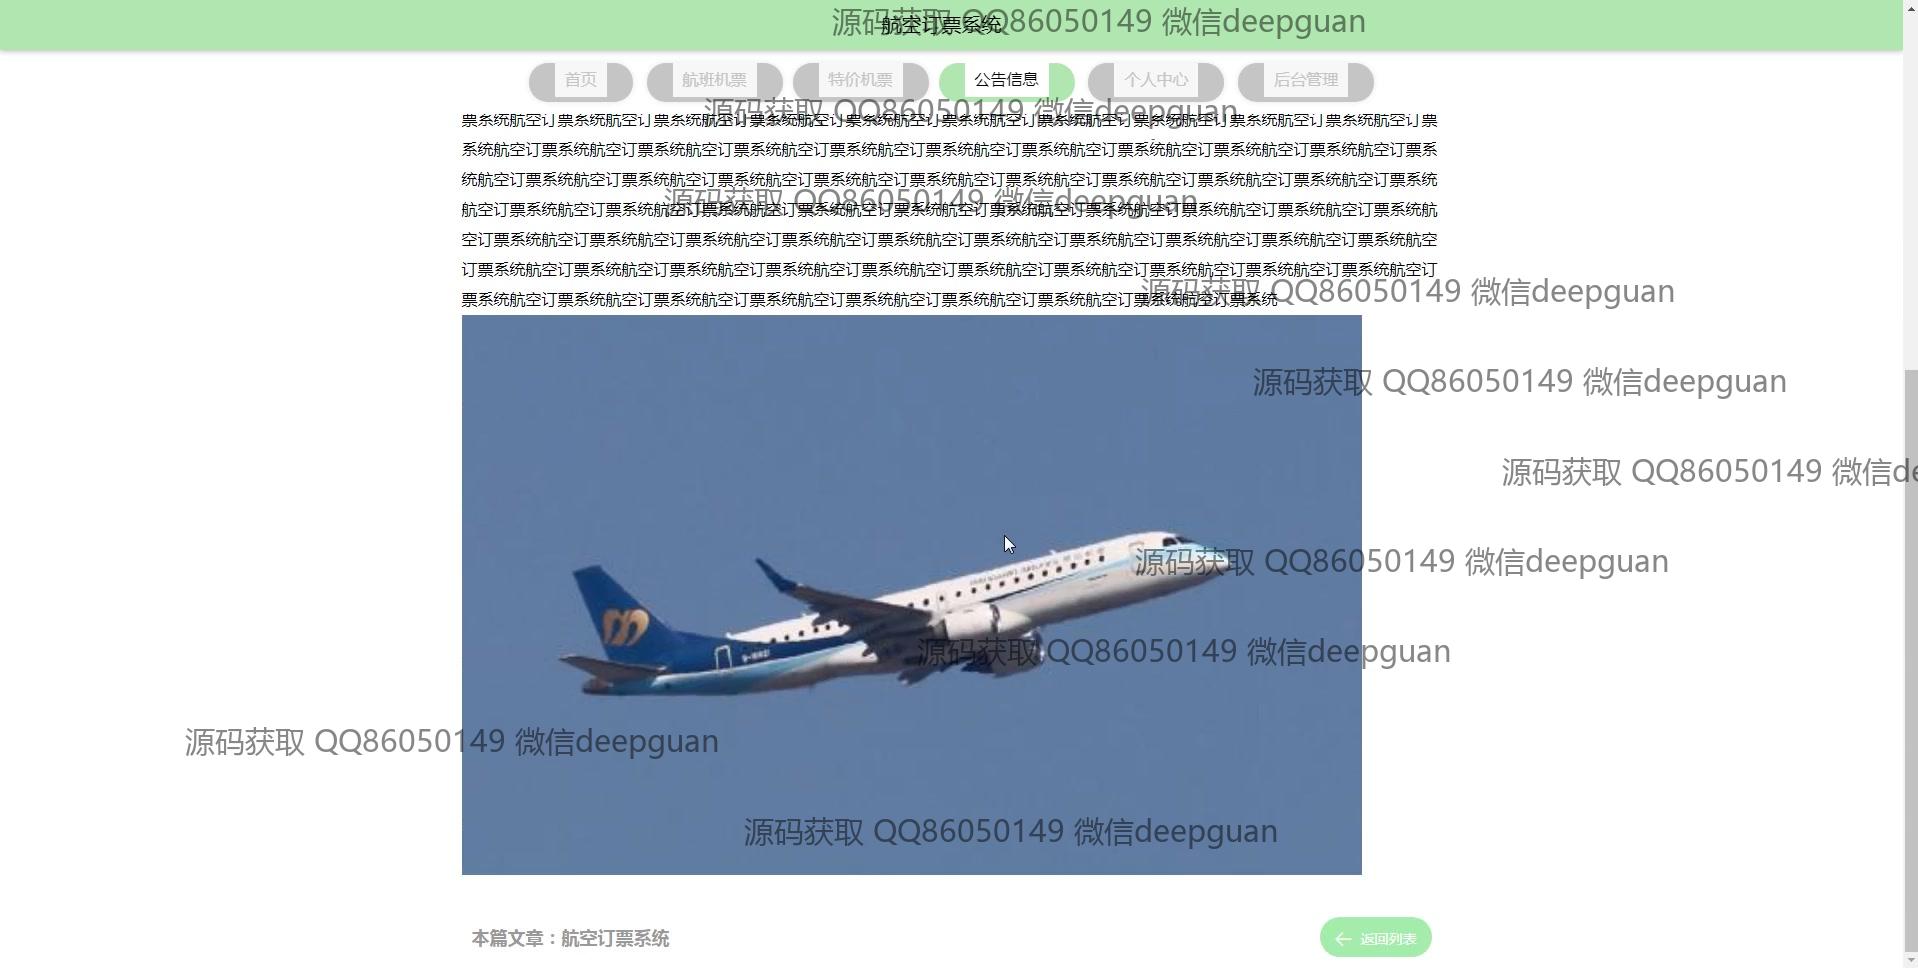 航空订票系统
源码获取 QQ86050149 微信deepguan
首页 航班机票 特价机票 公告信息 个人中心 后台管理
源码获取 QQ86050149 微信deepguan
票系统航空订票系统航空订票系统航空订票系统航空订票系统航空订票系统航空订票系统航空订票系统航空订票系统航空订票系统航空订票
系统航空订票系统航空订票系统航空订票系统航空订票系统航空订票系统航空订票系统航空订票系统航空订票系统航空订票系统航空订票系
统航空订票系统航空订票系统航空订票系统航空订票系统航空订票系统航空订票系统航空订票系统航空订票系统航空订票系统航空订票系统
源码获取 QQ86050149 微信deepguan
航空订票系统航空订票系统航空订票系统航空订票系统航空订票系统航空订票系统航空订票系统航空订票系统航空订票系统航空订票系统航
空订票系统航空订票系统航空订票系统航空订票系统航空订票系统航空订票系统航空订票系统航空订票系统航空订票系统航空订票系统航空
订票系统航空订票系统航空订票系统航空订票系统航空订票系统航空订票系统航空订票系统航空订票系统航空订票系统航空订票系统航空订
票系统航空订票系统航空订票系统航空订票系统航空订票系统航空订票系统航空订票系统航空订票系统航空订票系统
源码获取 QQ86050149 微信deepguan
源码获取 QQ86050149 微信deepguan
源码获取 QQ86050149 微信de
源码获取 QQ86050149 微信deepguan
源码获取 QQ86050149 微信deepguan
源码获取 QQ86050149 微信deepguan
源码获取 QQ86050149 微信deepguan
本篇文章：航空订票系统
← 返回列表